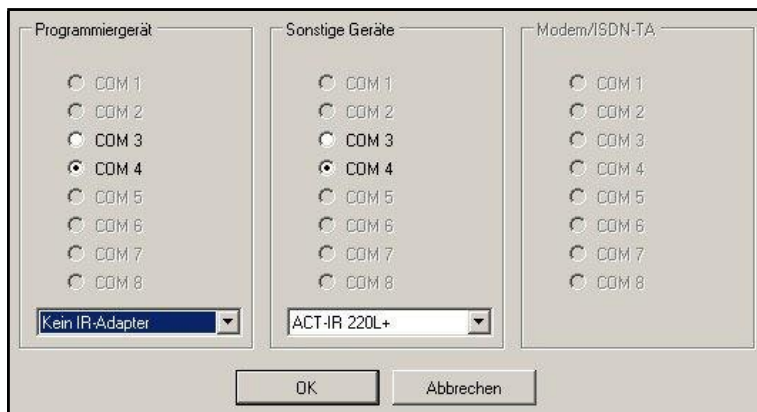 Programmiergerät
COM 1
COM 2
COM 3
COM 4
COM 5
COM 6
COM 7
COM 8
Kein IR-Adapter
Sonstige Geräte
COM 1
COM 2
COM 3
COM 4
COM 5
COM 6
COM 7
COM 8
ACT-IR 220L+
Modem/ISDN-TA
COM 1
COM 2
COM 3
COM 4
COM 5
COM 6
COM 7
COM 8
OK
Abbrechen